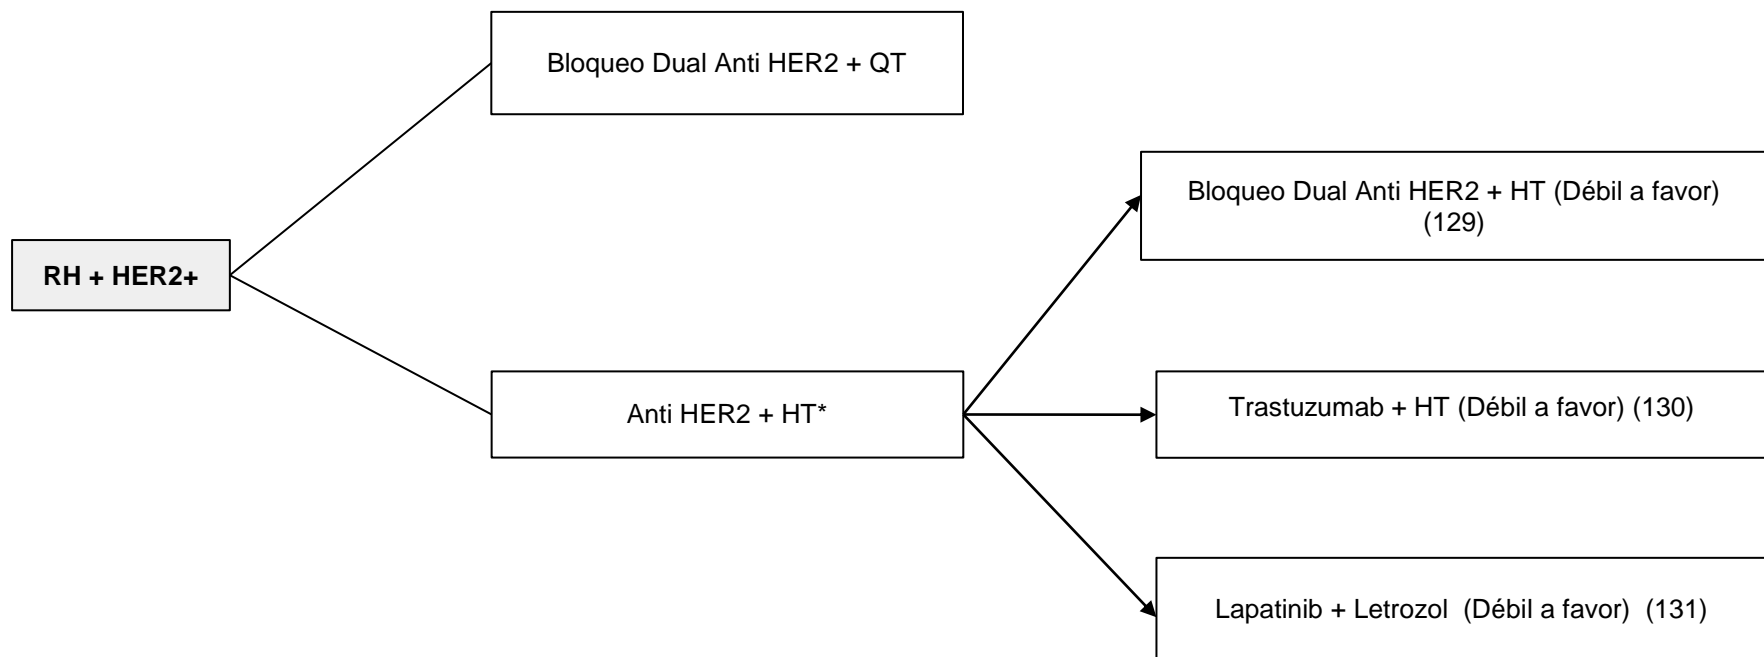 Bloqueo Dual Anti HER2 + QT
Bloqueo Dual Anti HER2 + HT (Débil a favor)
(129)
RH + HER2+
Anti HER2 + HT*
Trastuzumab + HT (Débil a favor) (130)
Lapatinib + Letrozol (Débil a favor) (131)